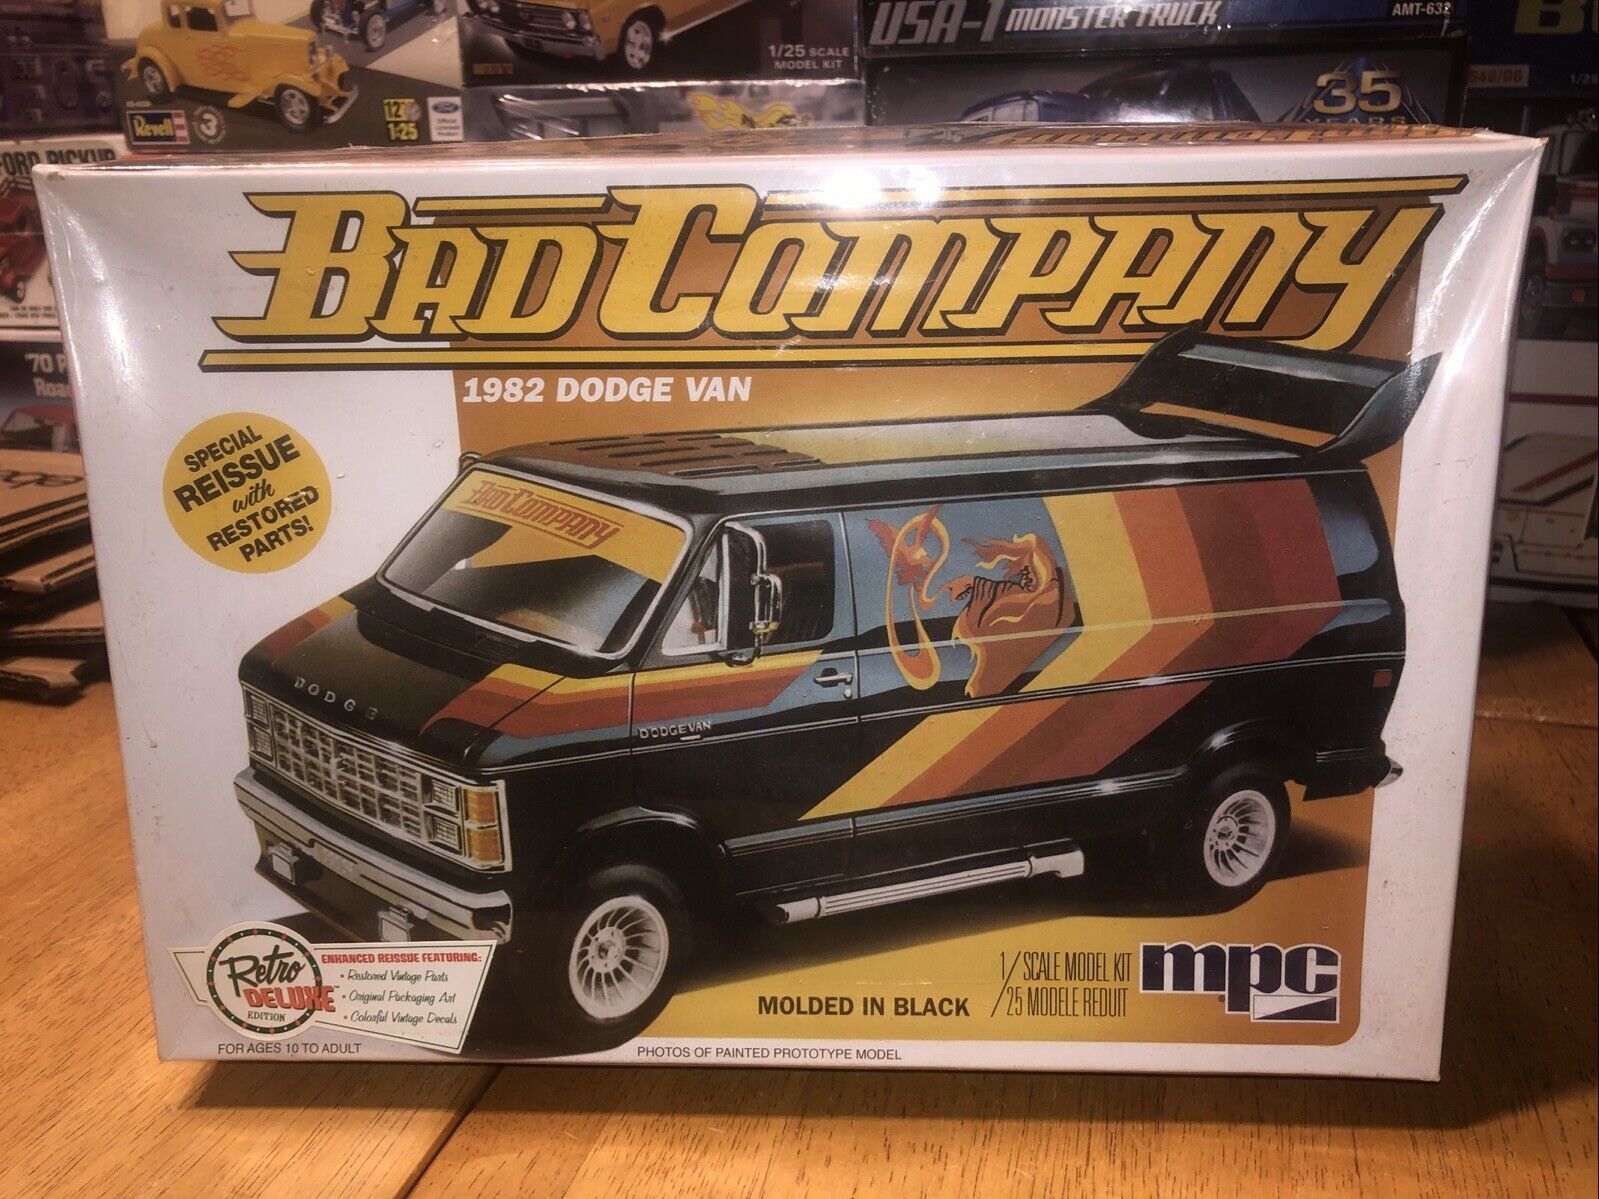 USA-1 MONSTER TRUCK
AMT-632
1/25 SCALE
MODEL KIT
Revell
3
1:25
35
YEARS
FORD PICKUP
'70
BAD COMPANY
1982 DODGE VAN
SPECIAL
REISSUE
with
RESTORED
PARTS!
BAD COMPANY
DODGE
DODGE VAN
Retro
DELUXE™
EDITION
ENHANCED REISSUE FEATURING:
• Restored Vintage Parts
• Original Packaging Art
• Colorful Vintage Decals
MOLDED IN BLACK
1/25
SCALE MODEL KIT
MODELE REDUIT
mpc®
FOR AGES 10 TO ADULT
PHOTOS OF PAINTED PROTOTYPE MODEL